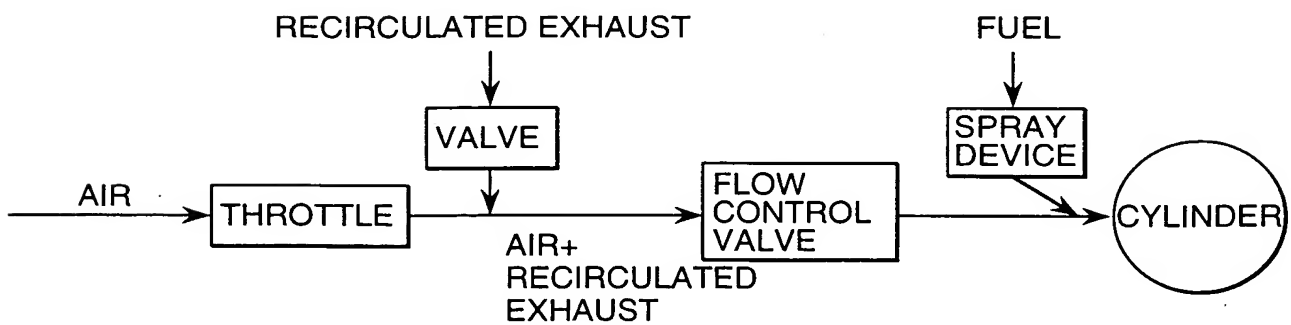 RECIRCULATED EXHAUST
FUEL
VALVE
SPRAY
DEVICE
AIR
THROTTLE
FLOW
CONTROL
VALVE
CYLINDER
AIR+
RECIRCULATED
EXHAUST